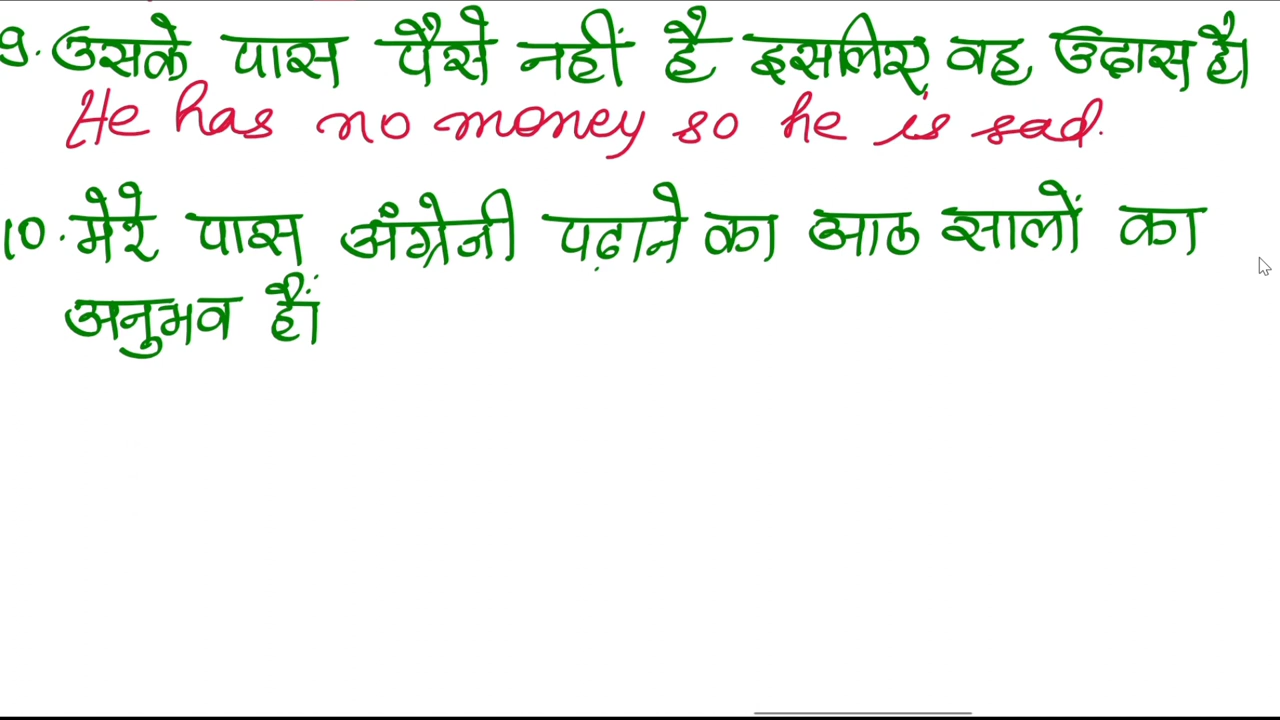 9. उसके पास पैसे नहीं है इसलिए वह उदास है।
He has no money so he is sad.
10. मेरे पास अंग्रेजी पढ़ाने का आठ सालों का
अनुभव हैं।